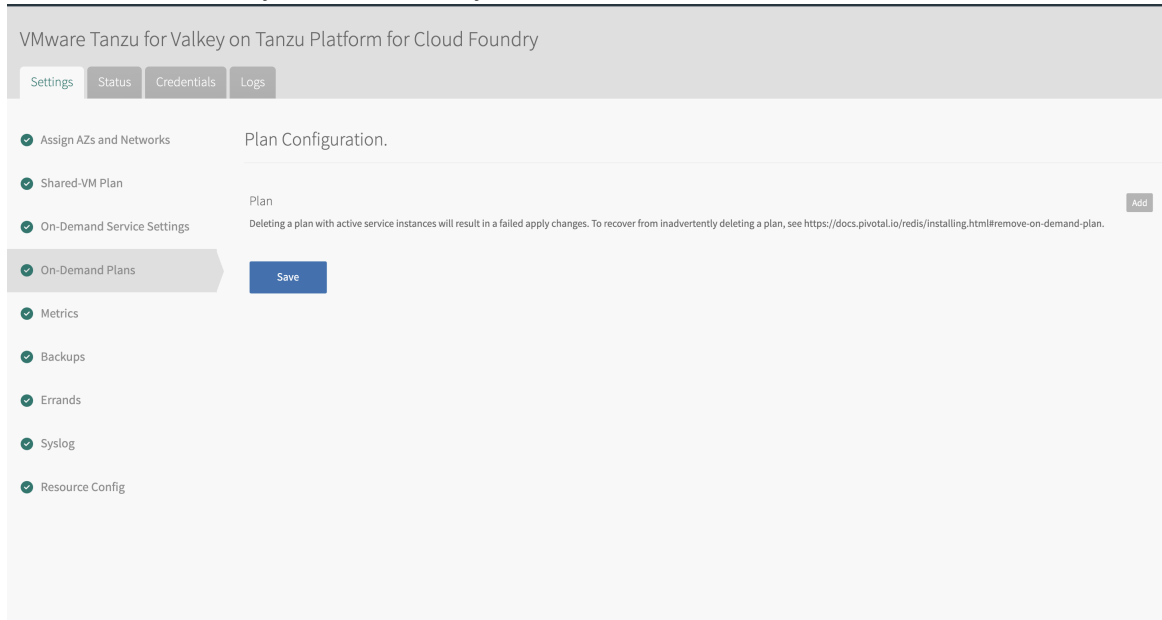 VMware Tanzu for Valkey on Tanzu Platform for Cloud Foundry
Settings
Status
Credentials
Logs
Assign AZs and Networks
Shared-VM Plan
On-Demand Service Settings
On-Demand Plans
Metrics
Backups
Errands
Syslog
Resource Config
Plan Configuration.
Plan
Add
Deleting a plan with active service instances will result in a failed apply changes. To recover from inadvertently deleting a plan, see https://docs.pivotal.io/redis/installing.html#remove-on-demand-plan.
Save